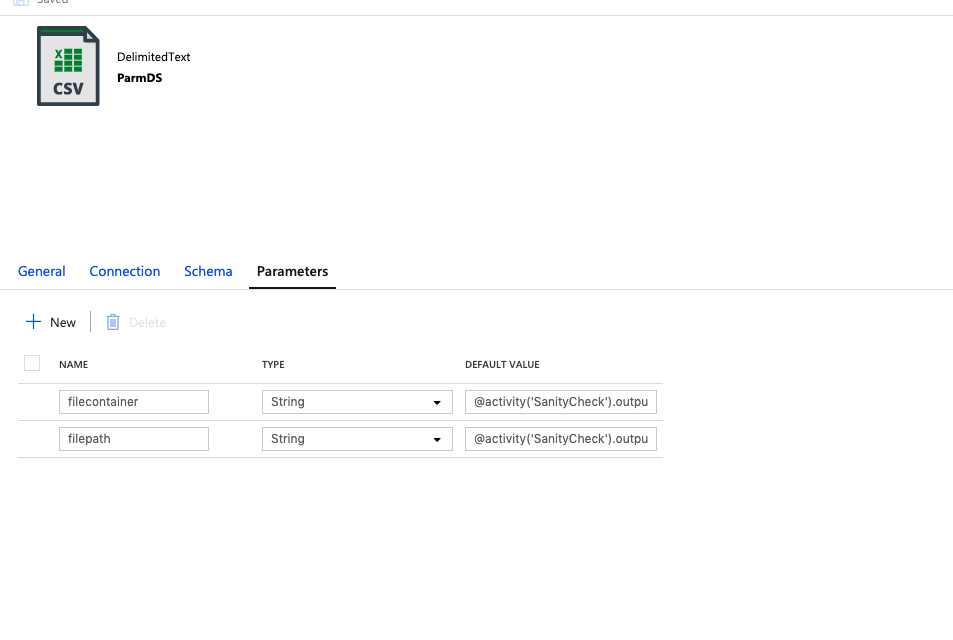 Saved
DelimitedText
ParmDS
X
CSV
General Connection Schema Parameters
New Delete
NAME TYPE DEFAULT VALUE
filecontainer String @activity('SanityCheck').outpu
filepath String @activity('SanityCheck').outpu